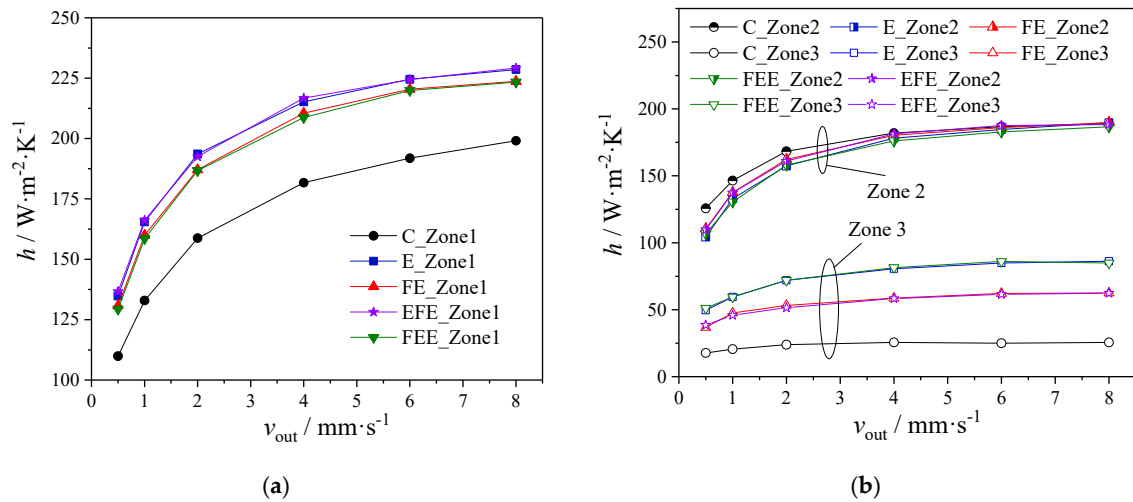 250
225
200
175
150
125
100
h / W·m⁻²·K⁻¹
C_Zone1
E_Zone1
FE_Zone1
EFE_Zone1
FEE_Zone1
0 1 2 3 4 5 6 7 8
v_out / mm·s⁻¹
(a)
250
200
150
100
50
0
h / W·m⁻²·K⁻¹
C_Zone2 E_Zone2 FE_Zone2
C_Zone3 E_Zone3 FE_Zone3
FEE_Zone2 EFE_Zone2
FEE_Zone3 EFE_Zone3
Zone 2
Zone 3
0 1 2 3 4 5 6 7 8
v_out / mm·s⁻¹
(b)